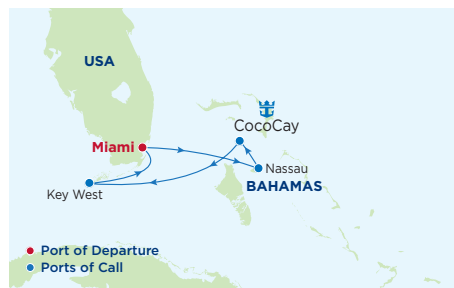 USA
CocoCay
Miami
Nassau
BAHAMAS
Key West
Port of Departure
Ports of Call